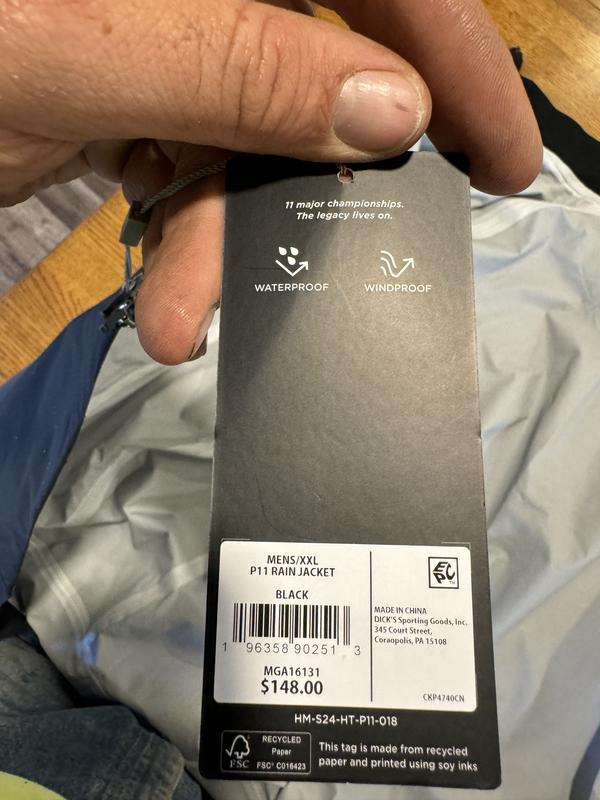 11 major championships.
The legacy lives on.
WATERPROOF
WINDPROOF
MENS/XXL
P11 RAIN JACKET
BLACK
1 96358 90251 3
MGA16131
$148.00
EPC™
MADE IN CHINA
DICK'S Sporting Goods, Inc.
345 Court Street,
Coraopolis, PA 15108
CKP4740CN
HM-S24-HT-P11-018
FSC
RECYCLED
Paper
FSC® C016423
This tag is made from recycled
paper and printed using soy inks